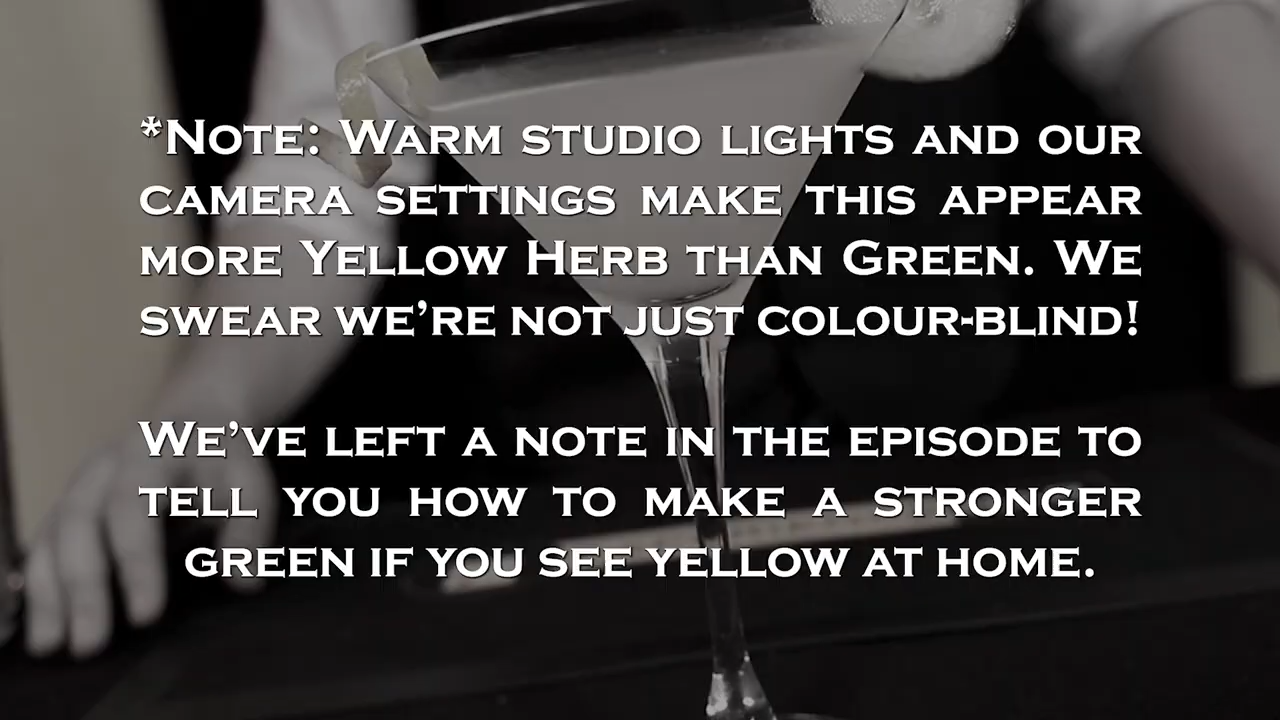 *Note: Warm studio lights and our
camera settings make this appear
more Yellow Herb than Green. We
swear we're not just colour-blind!
We've left a note in the episode to
tell you how to make a stronger
green if you see yellow at home.